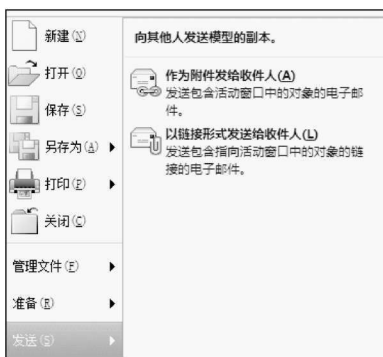 新建(N)
打开(O)
保存(S)
另存为(A)
打印(P)
关闭(C)
管理文件(F)
准备(R)
发送(S)
向其他人发送模型的副本。
作为附件发给收件人(A)
发送包含活动窗口中的对象的电子邮
件。
以链接形式发送给收件人(L)
发送包含指向活动窗口中的对象的链
接的电子邮件。